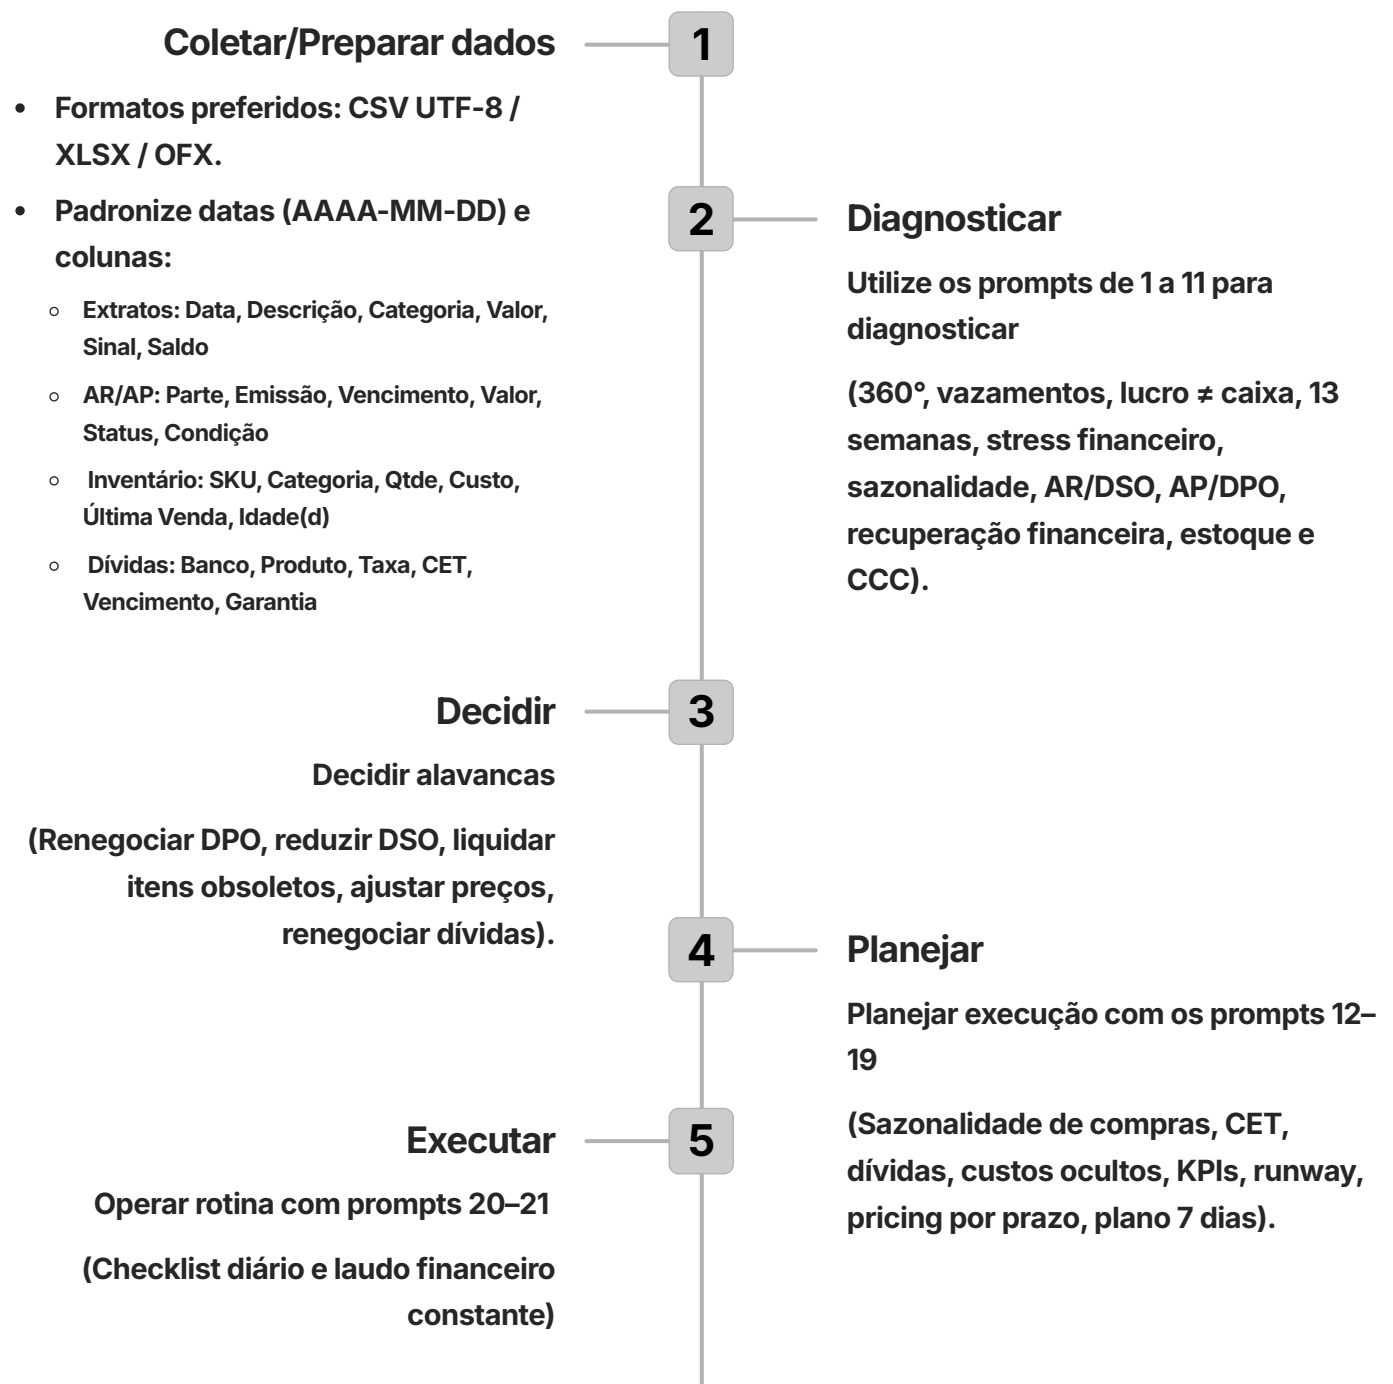 Coletar/Preparar dados
1
• Formatos preferidos: CSV UTF-8 /
XLSX / OFX.
• Padronize datas (AAAA-MM-DD) e
colunas:
◦ Extratos: Data, Descrição, Categoria, Valor,
Sinal, Saldo
◦ AR/AP: Parte, Emissão, Vencimento, Valor,
Status, Condição
◦ Inventário: SKU, Categoria, Qtde, Custo,
Última Venda, Idade(d)
◦ Dívidas: Banco, Produto, Taxa, CET,
Vencimento, Garantia
2
Diagnosticar
Utilize os prompts de 1 a 11 para
diagnosticar
(360°, vazamentos, lucro ≠ caixa, 13
semanas, stress financeiro,
sazonalidade, AR/DSO, AP/DPO,
recuperação financeira, estoque e
CCC).
Decidir
3
Decidir alavancas
(Renegociar DPO, reduzir DSO, liquidar
itens obsoletos, ajustar preços,
renegociar dívidas).
4
Planejar
Planejar execução com os prompts 12–
19
(Sazonalidade de compras, CET,
dívidas, custos ocultos, KPIs, runway,
pricing por prazo, plano 7 dias).
Executar
5
Operar rotina com prompts 20–21
(Checklist diário e laudo financeiro
constante)